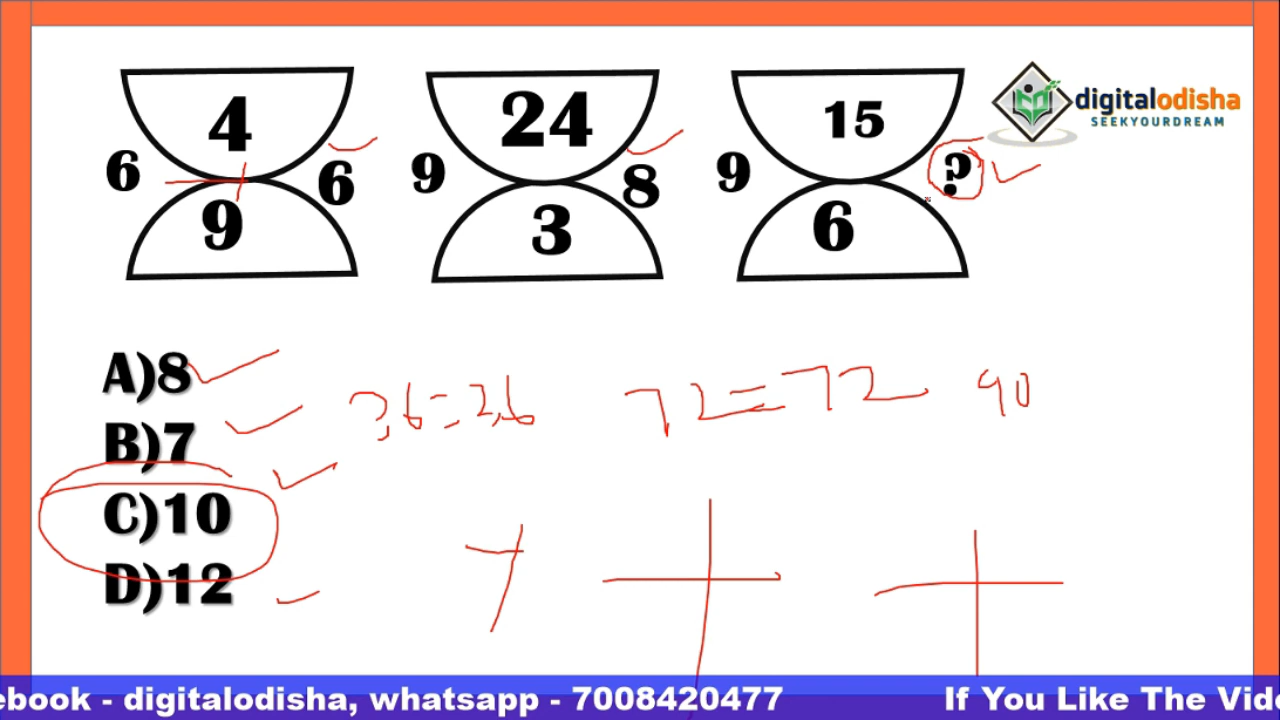 4 24 15
digitalodisha
SEEKYOURDREAM
6 6 9 8 9 ?
9 3 6
A)8
36=36 72=72 90
B)7
C)10
D)12
ebook - digitalodisha, whatsapp - 7008420477 If You Like The Vide